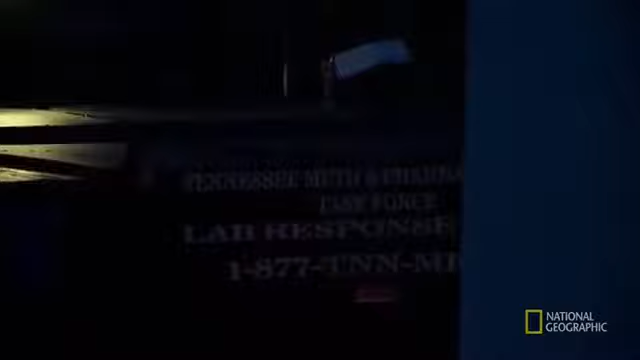 TENNESSEE METH &
TASK FORCE
LAB RESPONSE
1-877-TNN-M
NATIONAL
GEOGRAPHIC